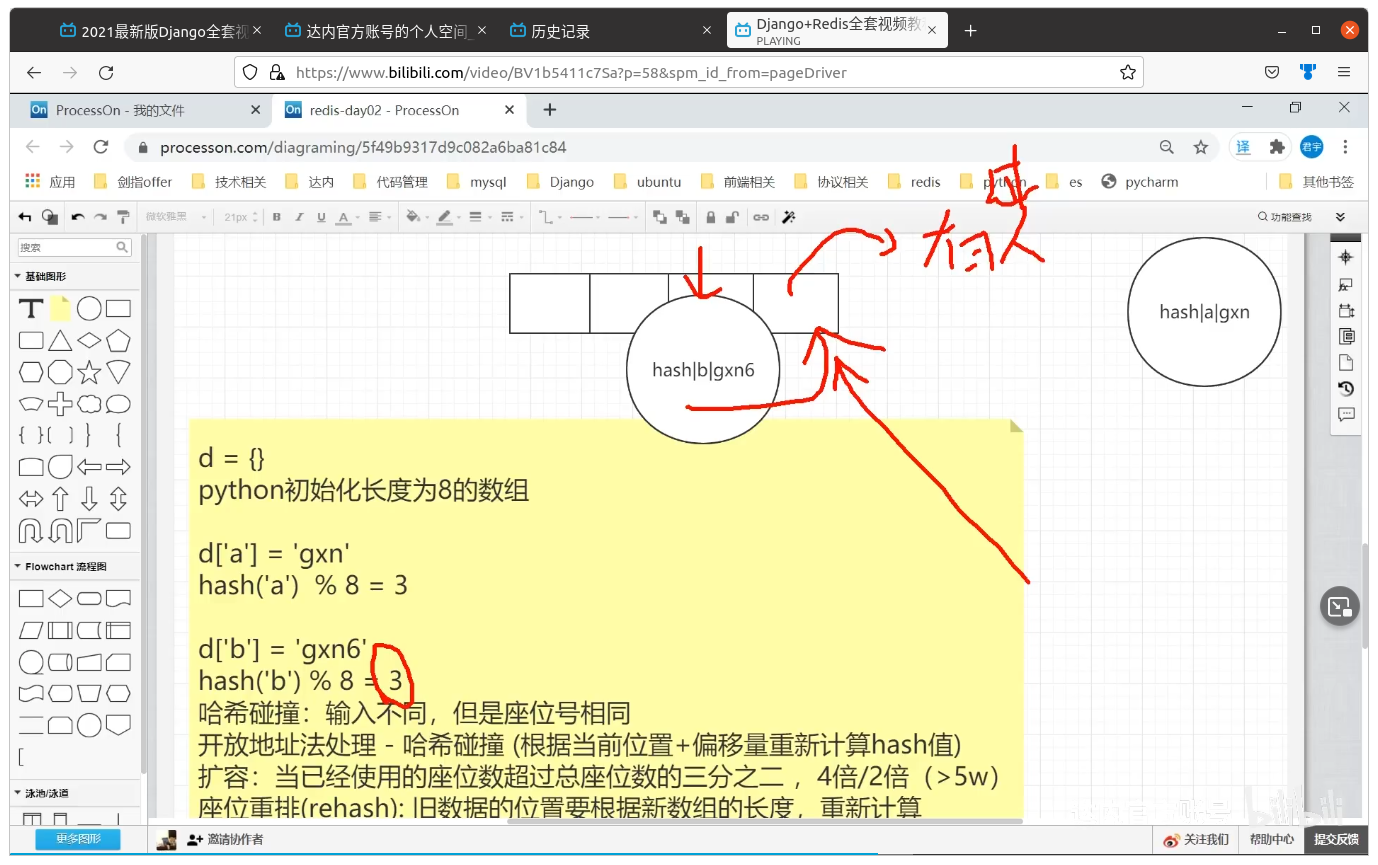 2021最新版Django全套视
达内官方账号的个人空间_
历史记录
Django+Redis全套视频教
PLAYING
https://www.bilibili.com/video/BV1b5411c7Sa?p=58&spm_id_from=pageDriver
On ProcessOn - 我的文件
On redis-day02 - ProcessOn
processon.com/diagraming/5f49b9317d9c082a6ba81c84
译
君宇
应用 剑指offer 技术相关 达内 代码管理 mysql Django ubuntu 前端相关 协议相关 redis python es pycharm 其他书签
微软雅黑 21px B I U A 功能查找
搜索
基础图形
T
hash|a|gxn
hash|b|gxn6
d = {}
python初始化长度为8的数组
d['a'] = 'gxn'
hash('a') % 8 = 3
d['b'] = 'gxn6'
hash('b') % 8 = 3
哈希碰撞：输入不同，但是座位号相同
开放地址法处理 - 哈希碰撞 (根据当前位置+偏移量重新计算hash值)
扩容：当已经使用的座位数超过总座位数的三分之二 ，4倍/2倍（>5w）
座位重排(rehash): 旧数据的位置要根据新数组的长度，重新计算
Flowchart 流程图
泳池/泳道
更多图形
邀请协作者
bilibili
关注我们
帮助中心
提交反馈